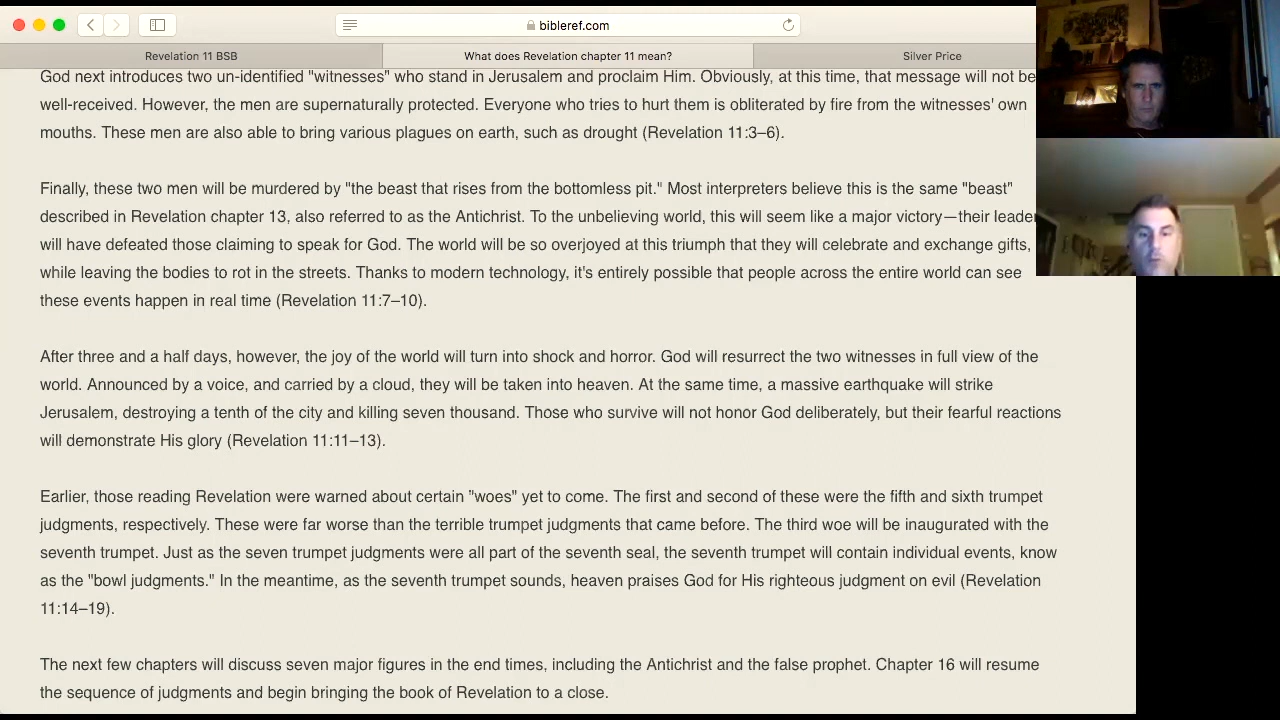 bibleref.com
Revelation 11 BSB
What does Revelation chapter 11 mean?
Silver Price
God next introduces two un-identified "witnesses" who stand in Jerusalem and proclaim Him. Obviously, at this time, that message will not be
well-received. However, the men are supernaturally protected. Everyone who tries to hurt them is obliterated by fire from the witnesses' own
mouths. These men are also able to bring various plagues on earth, such as drought (Revelation 11:3–6).
Finally, these two men will be murdered by "the beast that rises from the bottomless pit." Most interpreters believe this is the same "beast"
described in Revelation chapter 13, also referred to as the Antichrist. To the unbelieving world, this will seem like a major victory—their leader
will have defeated those claiming to speak for God. The world will be so overjoyed at this triumph that they will celebrate and exchange gifts,
while leaving the bodies to rot in the streets. Thanks to modern technology, it's entirely possible that people across the entire world can see
these events happen in real time (Revelation 11:7–10).
After three and a half days, however, the joy of the world will turn into shock and horror. God will resurrect the two witnesses in full view of the
world. Announced by a voice, and carried by a cloud, they will be taken into heaven. At the same time, a massive earthquake will strike
Jerusalem, destroying a tenth of the city and killing seven thousand. Those who survive will not honor God deliberately, but their fearful reactions
will demonstrate His glory (Revelation 11:11–13).
Earlier, those reading Revelation were warned about certain "woes" yet to come. The first and second of these were the fifth and sixth trumpet
judgments, respectively. These were far worse than the terrible trumpet judgments that came before. The third woe will be inaugurated with the
seventh trumpet. Just as the seven trumpet judgments were all part of the seventh seal, the seventh trumpet will contain individual events, know
as the "bowl judgments." In the meantime, as the seventh trumpet sounds, heaven praises God for His righteous judgment on evil (Revelation
11:14–19).
The next few chapters will discuss seven major figures in the end times, including the Antichrist and the false prophet. Chapter 16 will resume
the sequence of judgments and begin bringing the book of Revelation to a close.